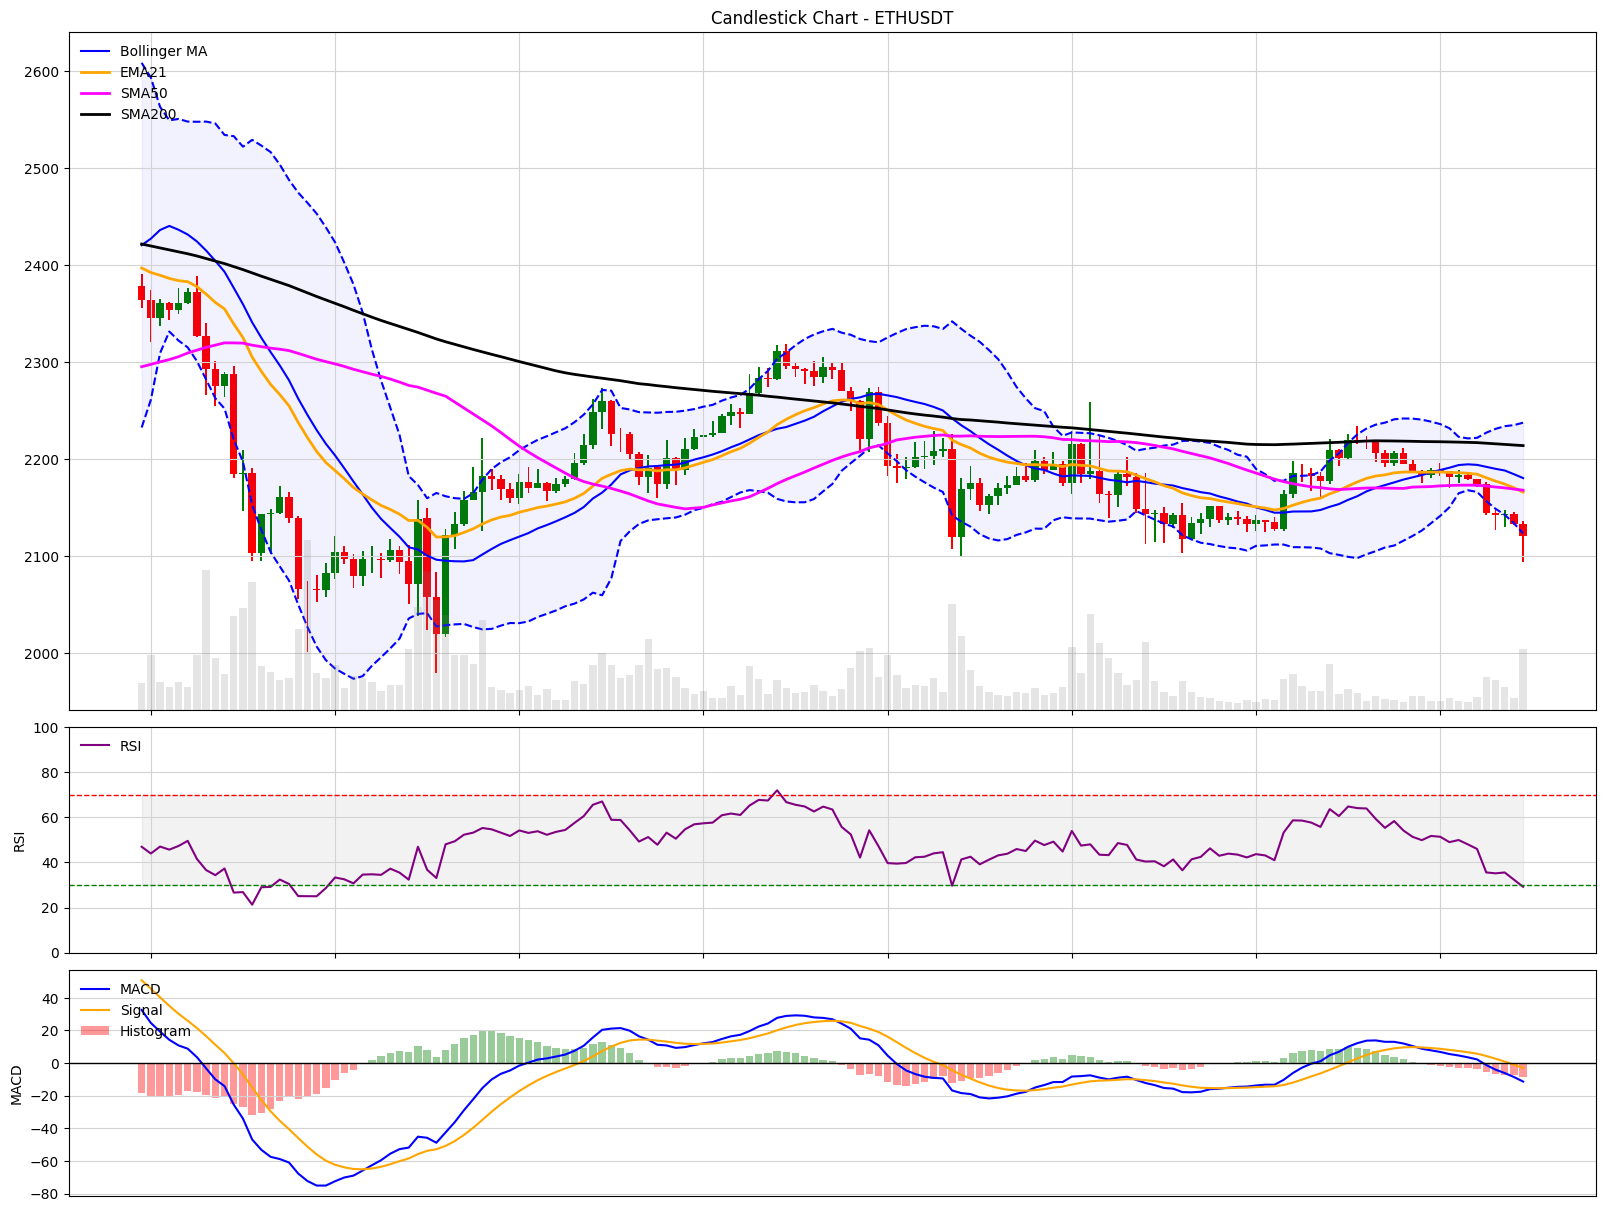 Candlestick Chart - ETHUSDT
Bollinger MA
EMA21
SMA50
SMA200
2600
2500
2400
2300
2200
2100
2000
RSI
100
80
60
40
20
0
RSI
MACD
Signal
Histogram
40
20
0
−20
−40
−60
−80
MACD